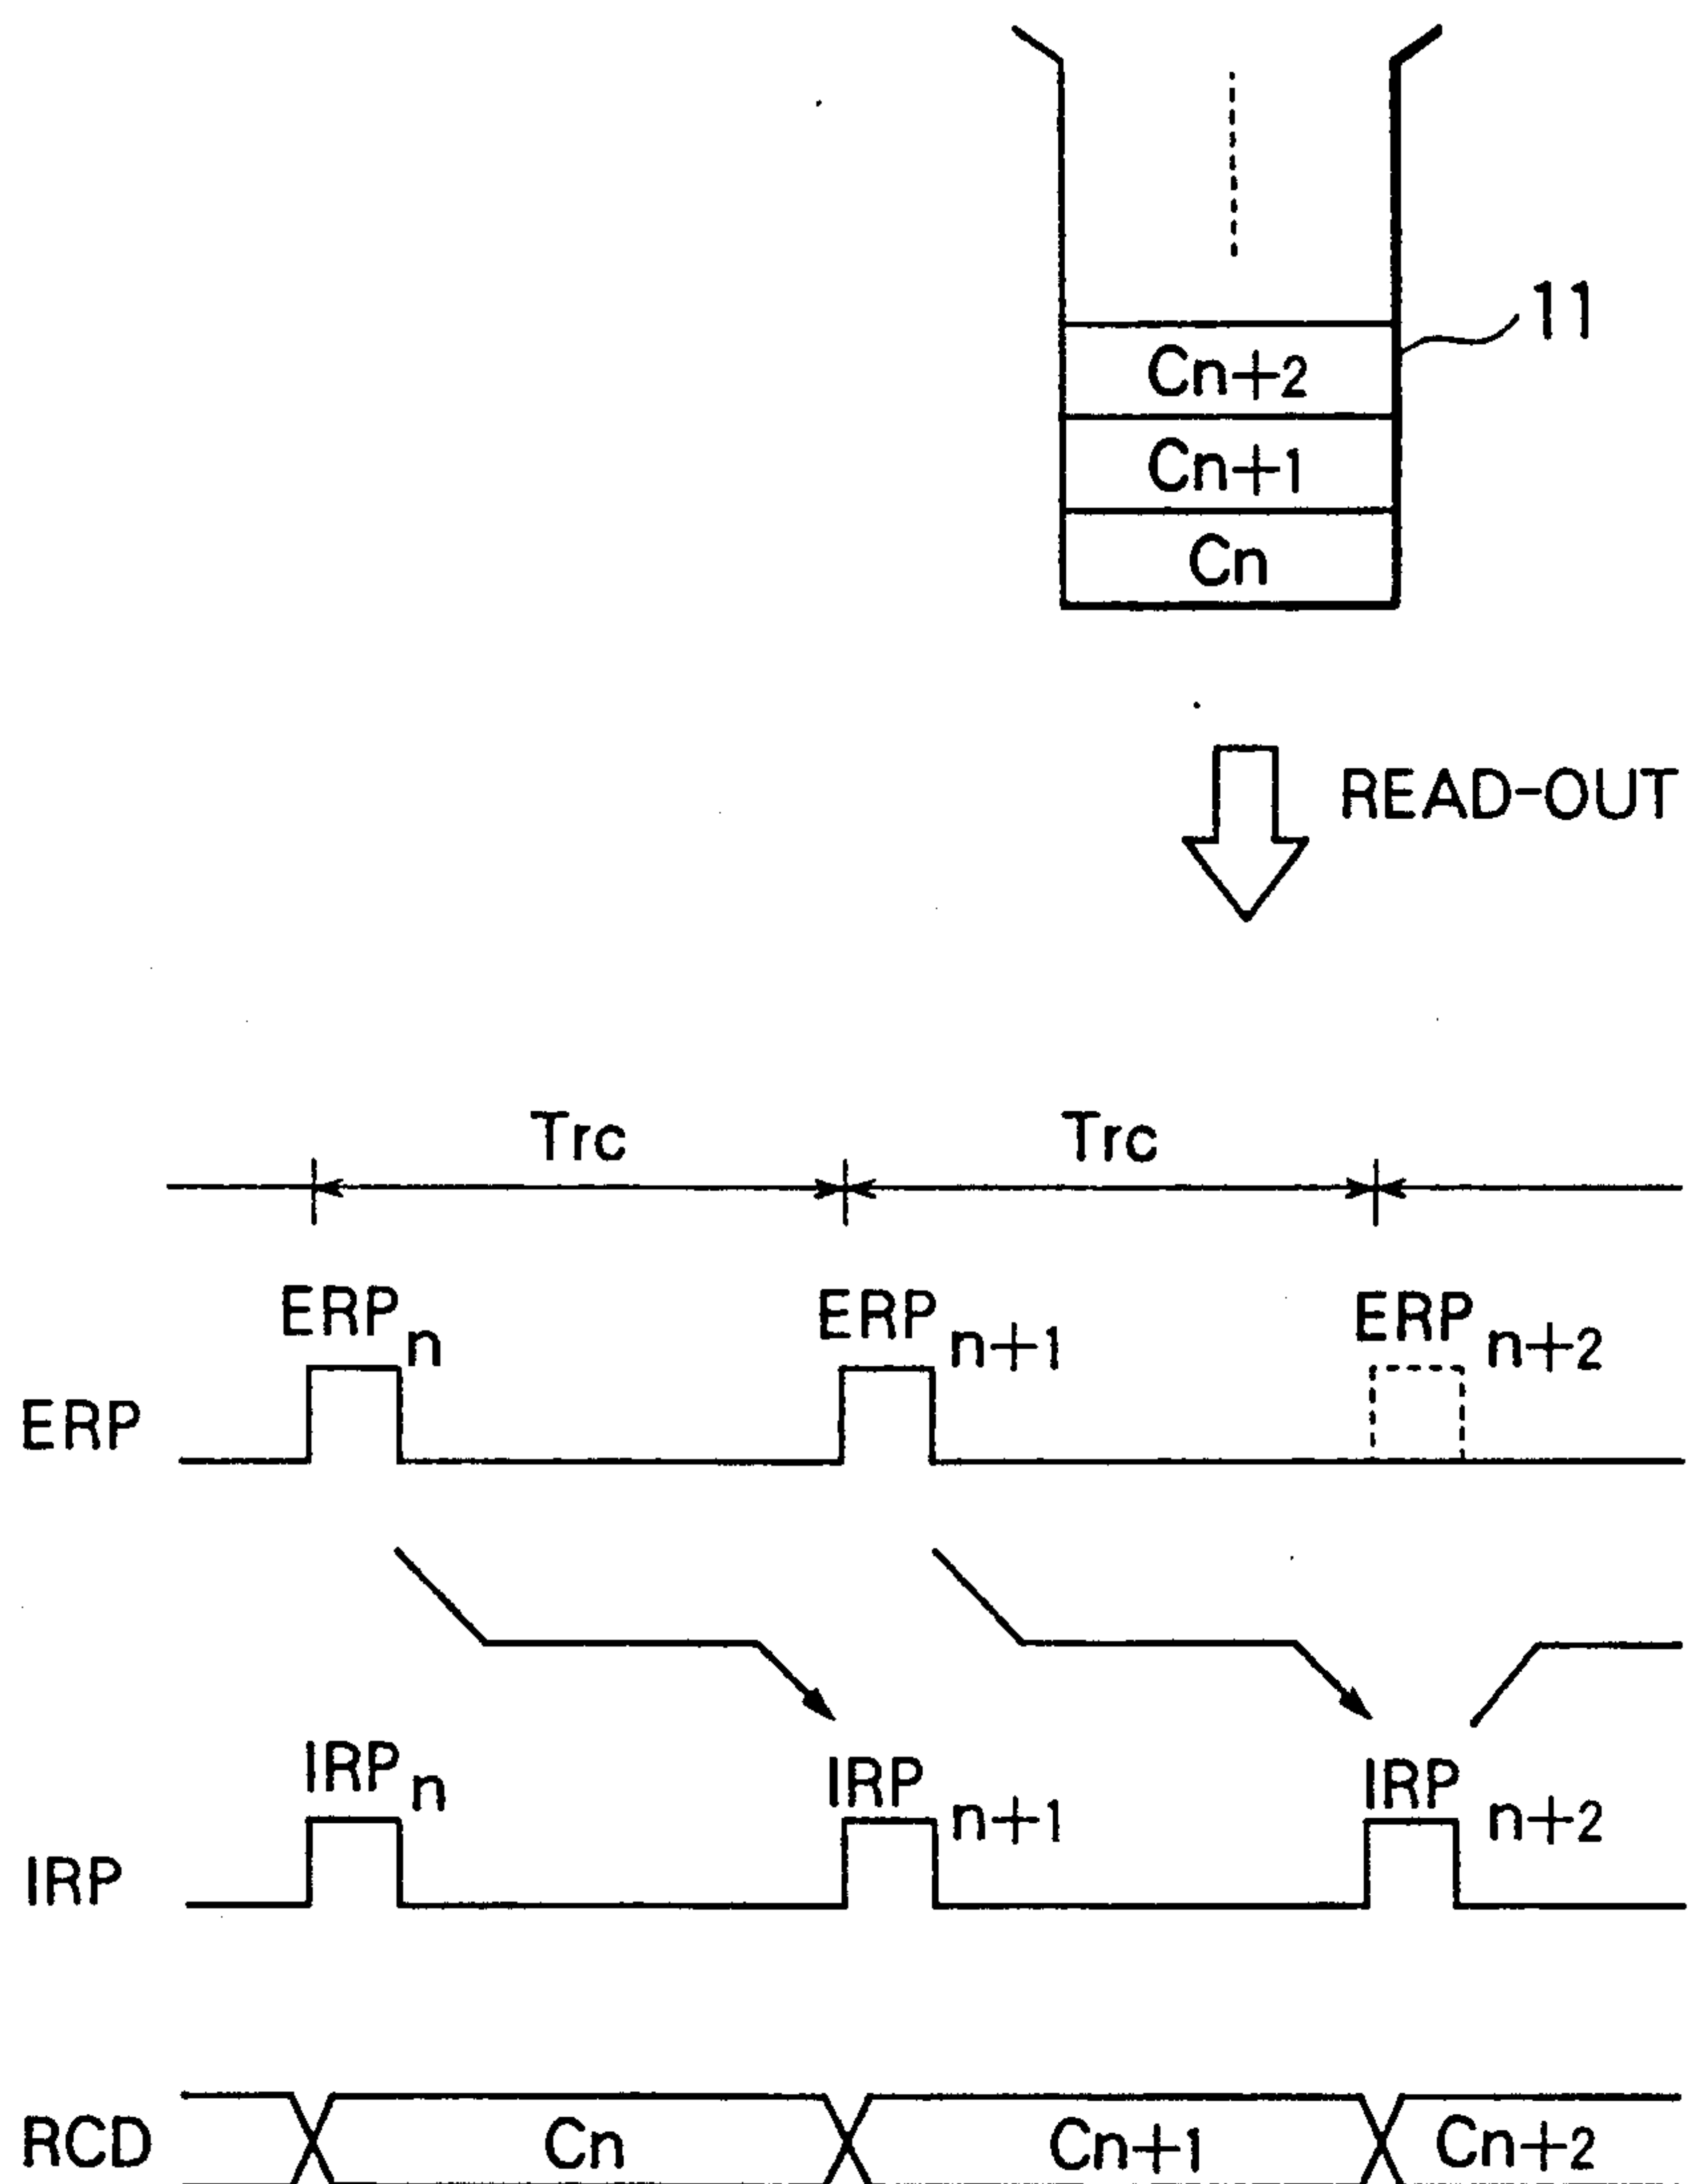 11
Cn+2
Cn+1
Cn
READ-OUT
Trc Trc
ERPn ERPn+1 ERPn+2
ERP
IRPn IRPn+1 IRPn+2
IRP
RCD Cn Cn+1 Cn+2